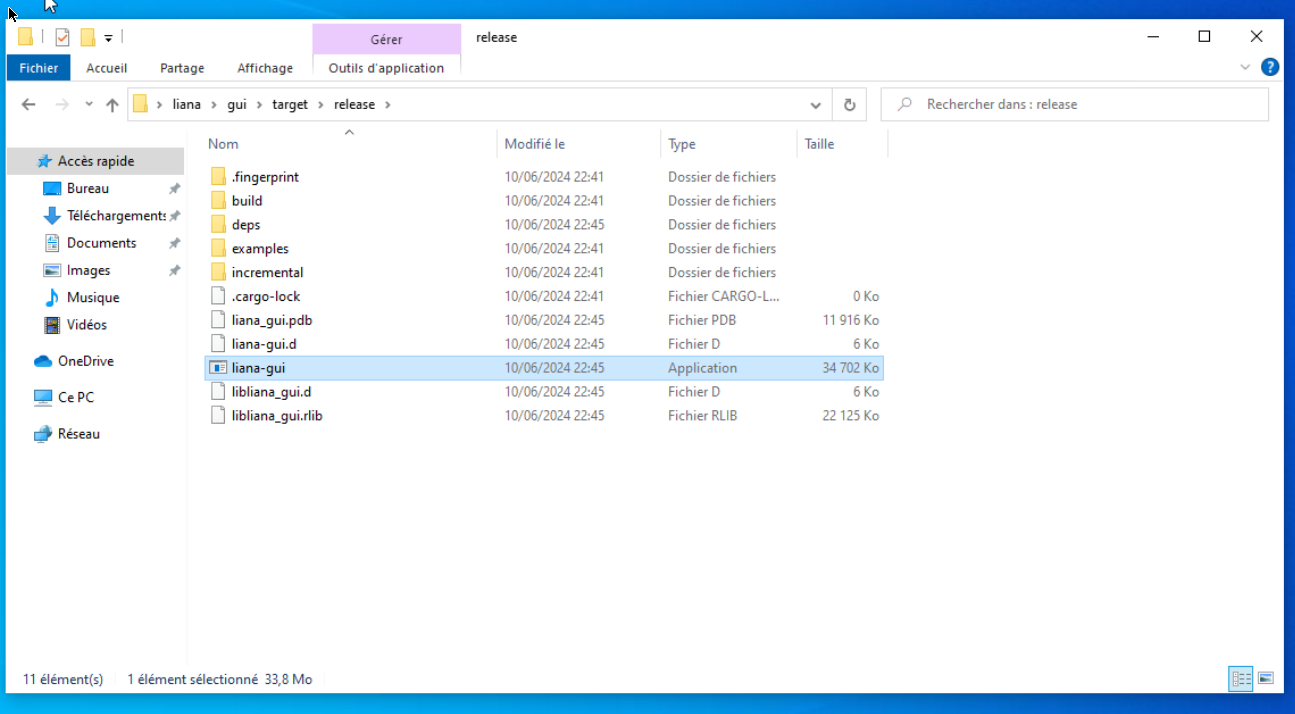 Gérer
release
Fichier
Accueil
Partage
Affichage
Outils d'application
?
liana > gui > target > release >
Rechercher dans : release
Nom
Modifié le
Type
Taille
Accès rapide
Bureau
Téléchargements
Documents
Images
Musique
Vidéos
OneDrive
Ce PC
Réseau
.fingerprint 10/06/2024 22:41 Dossier de fichiers
build 10/06/2024 22:41 Dossier de fichiers
deps 10/06/2024 22:45 Dossier de fichiers
examples 10/06/2024 22:41 Dossier de fichiers
incremental 10/06/2024 22:41 Dossier de fichiers
.cargo-lock 10/06/2024 22:41 Fichier CARGO-L... 0 Ko
liana_gui.pdb 10/06/2024 22:45 Fichier PDB 11 916 Ko
liana-gui.d 10/06/2024 22:45 Fichier D 6 Ko
liana-gui 10/06/2024 22:45 Application 34 702 Ko
libliana_gui.d 10/06/2024 22:45 Fichier D 6 Ko
libliana_gui.rlib 10/06/2024 22:45 Fichier RLIB 22 125 Ko
11 élément(s)
1 élément sélectionné 33,8 Mo